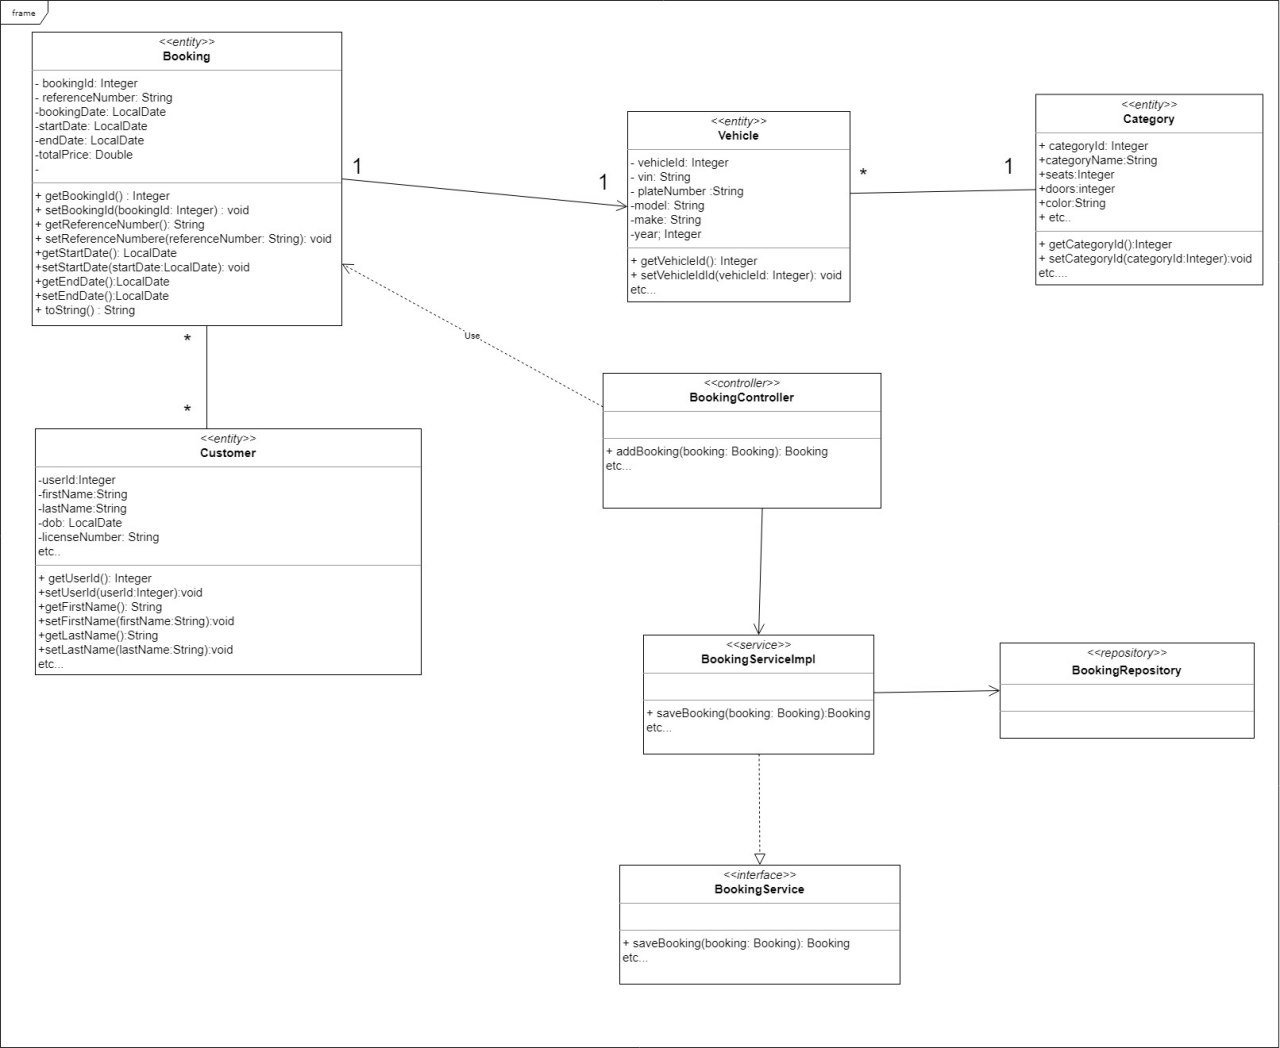 frame
<<entity>>
Booking
- bookingId: Integer
- referenceNumber: String
-bookingDate: LocalDate
-startDate: LocalDate
-endDate: LocalDate
-totalPrice: Double
-
+ getBookingId() : Integer
+ setBookingId(bookingId: Integer) : void
+ getReferenceNumber(): String
+ setReferenceNumbere(referenceNumber: String): void
+getStartDate(): LocalDate
+setStartDate(startDate:LocalDate): void
+getEndDate():LocalDate
+setEndDate():LocalDate
+ toString() : String
1
1
<<entity>>
Vehicle
- vehicleId: Integer
- vin: String
- plateNumber :String
-model: String
-make: String
-year; Integer
+ getVehicleId(): Integer
+ setVehicleIdId(vehicleId: Integer): void
etc...
*
1
<<entity>>
Category
+ categoryId: Integer
+categoryName:String
+seats:Integer
+doors:integer
+color:String
+ etc..
+ getCategoryId():Integer
+ setCategoryId(categoryId:Integer):void
etc....
Use
*
*
<<entity>>
Customer
-userId:Integer
-firstName:String
-lastName:String
-dob: LocalDate
-licenseNumber: String
etc..
+ getUserId(): Integer
+setUserId(userId:Integer):void
+getFirstName(): String
+setFirstName(firstName:String):void
+getLastName():String
+setLastName(lastName:String):void
etc...
<<controller>>
BookingController
+ addBooking(booking: Booking): Booking
etc...
<<service>>
BookingServiceImpl
+ saveBooking(booking: Booking):Booking
etc...
<<repository>>
BookingRepository
<<interface>>
BookingService
+ saveBooking(booking: Booking): Booking
etc...